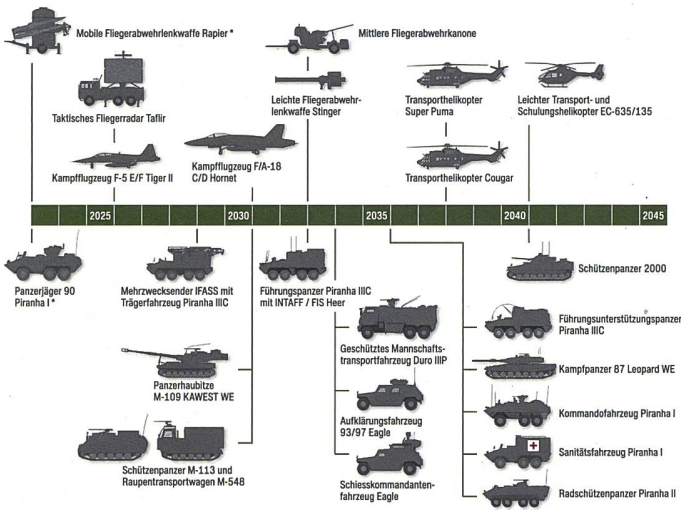 Mobile Fliegerabwehrlenkwaffe Rapier *
Mittlere Fliegerabwehrkanone
Taktisches Fliegerradar Taflir
Leichte Fliegerabwehr-
lenkwaffe Stinger
Transporthelikopter
Super Puma
Leichter Transport- und
Schulungshelikopter EC-635/135
Kampfflugzeug F-5 E/F Tiger II
Kampfflugzeug F/A-18
C/D Hornet
Transporthelikopter Cougar
2025
2030
2035
2040
2045
Panzerjäger 90
Piranha I *
Mehrzwecksender IFASS mit
Trägerfahrzeug Piranha IIIC
Führungspanzer Piranha IIIC
mit INTAFF / FIS Heer
Schützenpanzer 2000
Geschütztes Mannschafts-
transportfahrzeug Duro IIIP
Führungsunterstützungspanzer
Piranha IIIC
Panzerhaubitze
M-109 KAWEST WE
Kampfpanzer 87 Leopard WE
Aufklärungsfahrzeug
93/97 Eagle
Kommandofahrzeug Piranha I
Schützenpanzer M-113 und
Raupentransportwagen M-548
Schiesskommandanten-
fahrzeug Eagle
Sanitätsfahrzeug Piranha I
Radschützenpanzer Piranha II